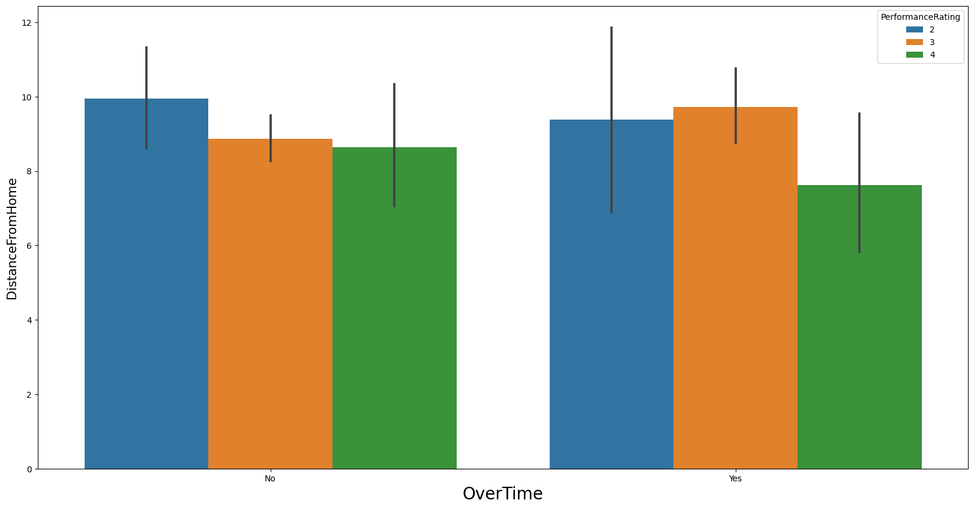 PerformanceRating
2
3
4
12
10
8
6
4
2
0
DistanceFromHome
No
Yes
OverTime